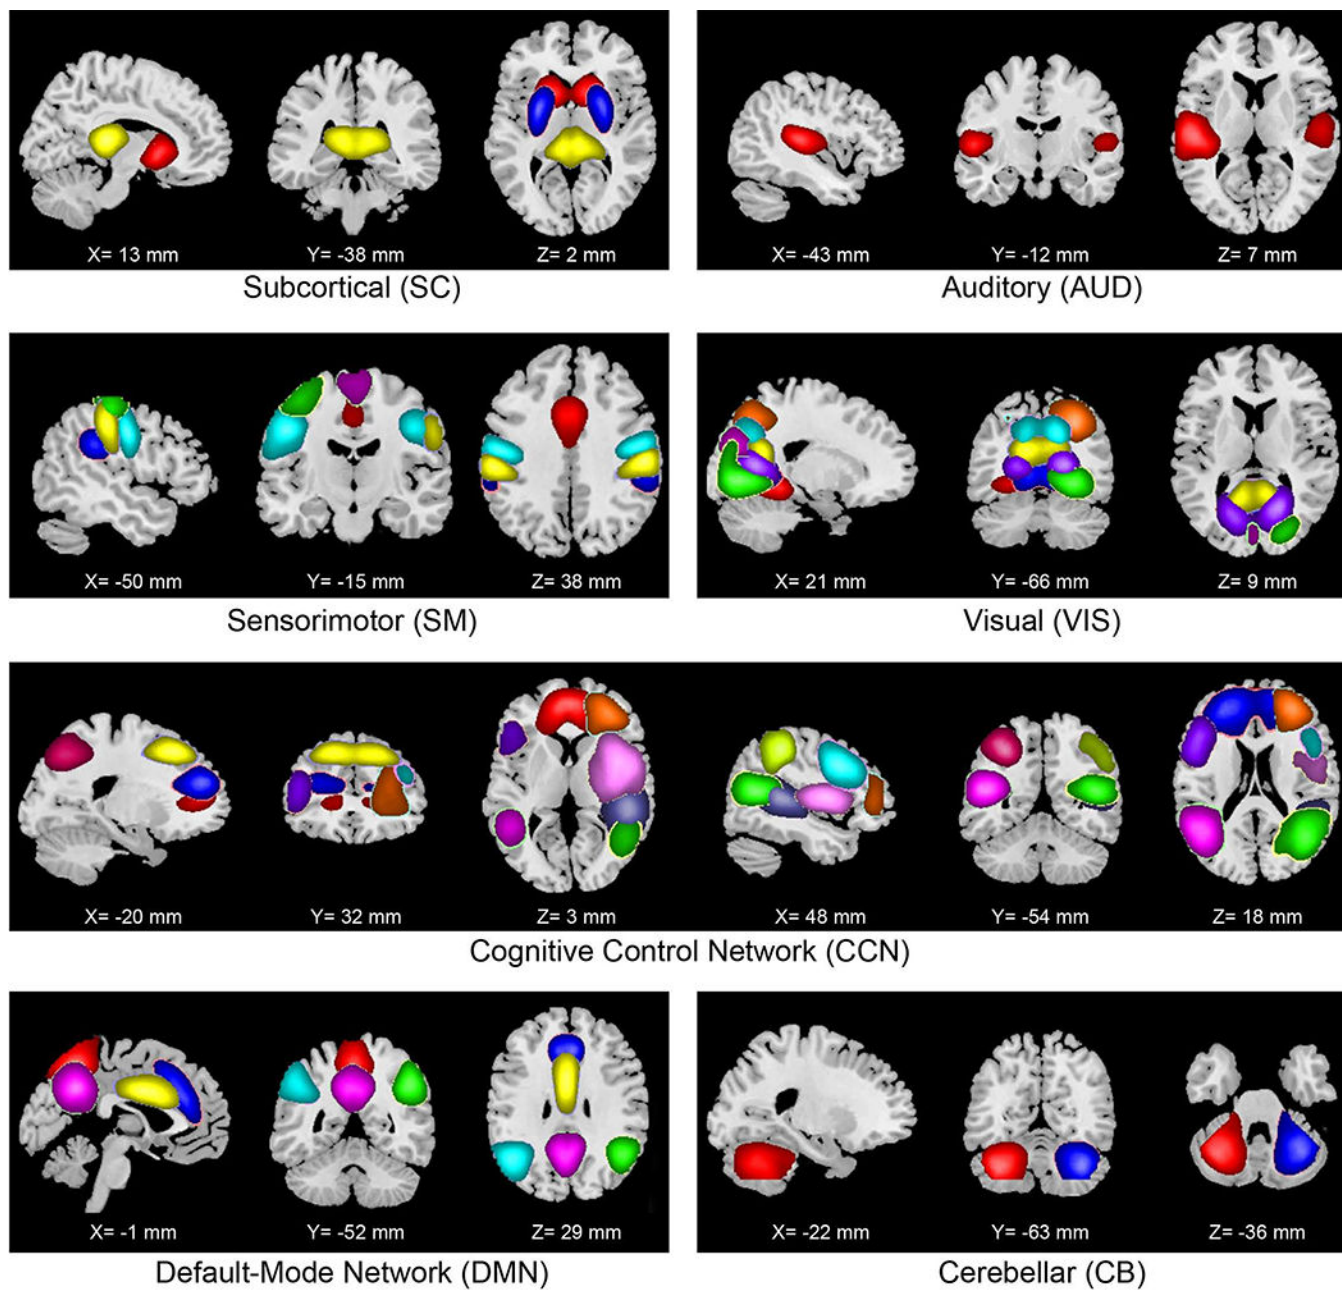 X= 13 mm Y= -38 mm Z= 2 mm
Subcortical (SC)
X= -43 mm Y= -12 mm Z= 7 mm
Auditory (AUD)
X= -50 mm Y= -15 mm Z= 38 mm
Sensorimotor (SM)
X= 21 mm Y= -66 mm Z= 9 mm
Visual (VIS)
X= -20 mm Y= 32 mm Z= 3 mm X= 48 mm Y= -54 mm Z= 18 mm
Cognitive Control Network (CCN)
X= -1 mm Y= -52 mm Z= 29 mm
Default-Mode Network (DMN)
X= -22 mm Y= -63 mm Z= -36 mm
Cerebellar (CB)